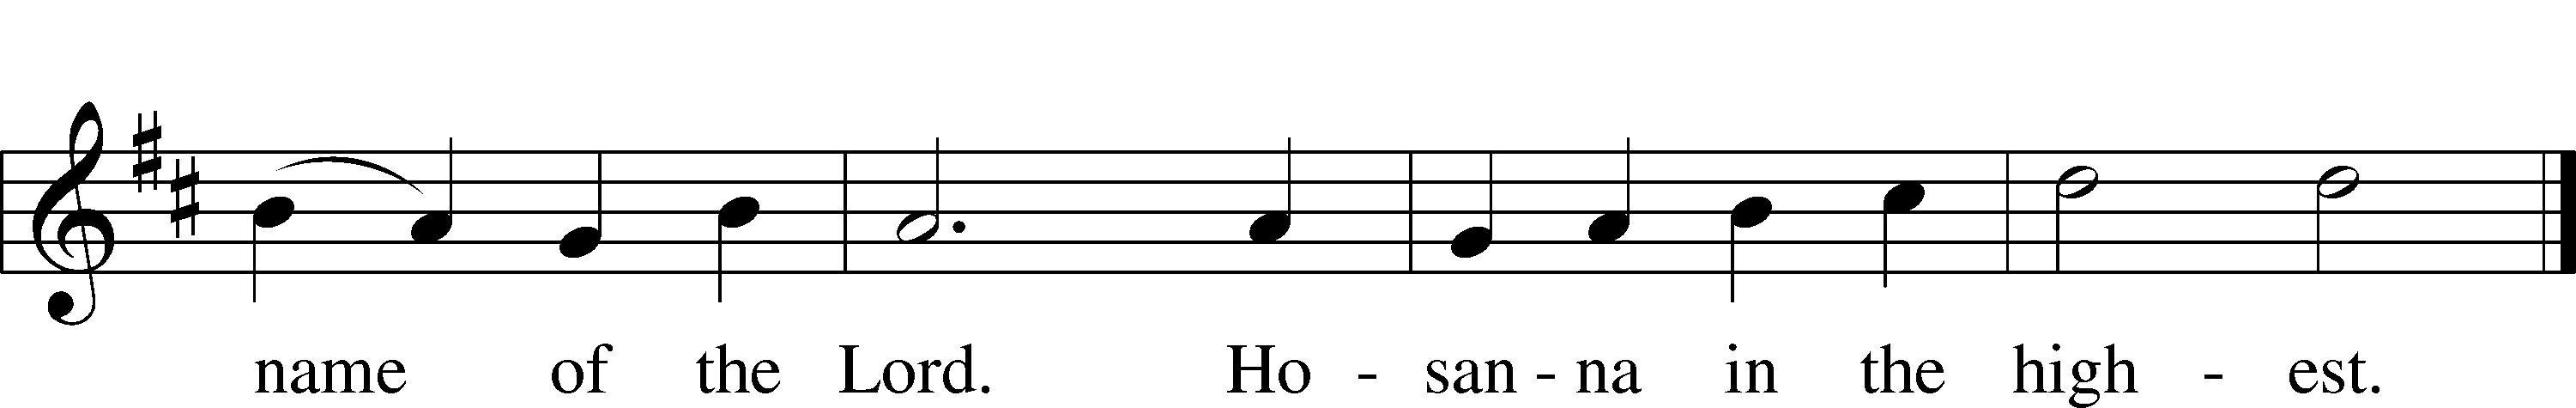 name of the Lord. Ho - san - na in the high - est.